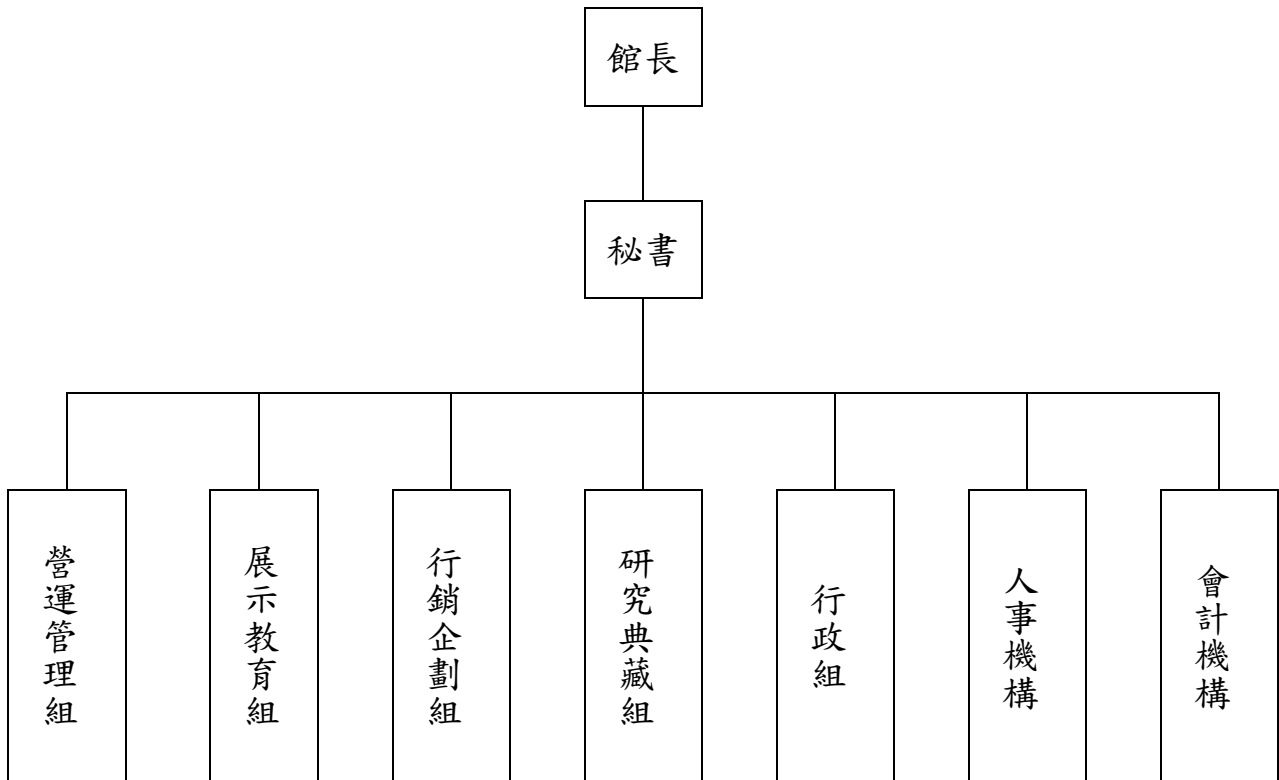 館長
秘書
營運管理組
展示教育組
行銷企劃組
研究典藏組
行政組
人事機構
會計機構